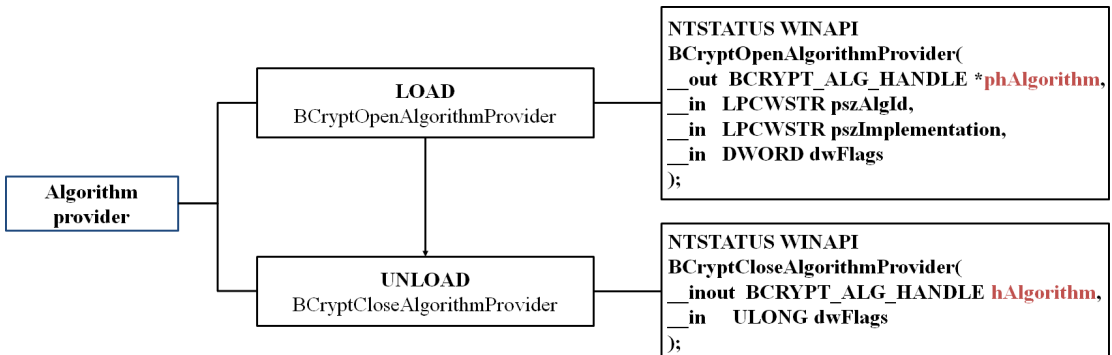 Algorithm
provider
LOAD
BCryptOpenAlgorithmProvider
UNLOAD
BCryptCloseAlgorithmProvider
NTSTATUS WINAPI
BCryptOpenAlgorithmProvider(
__out BCRYPT_ALG_HANDLE *phAlgorithm,
__in LPCWSTR pszAlgId,
__in LPCWSTR pszImplementation,
__in DWORD dwFlags
);
NTSTATUS WINAPI
BCryptCloseAlgorithmProvider(
__inout BCRYPT_ALG_HANDLE hAlgorithm,
__in ULONG dwFlags
);